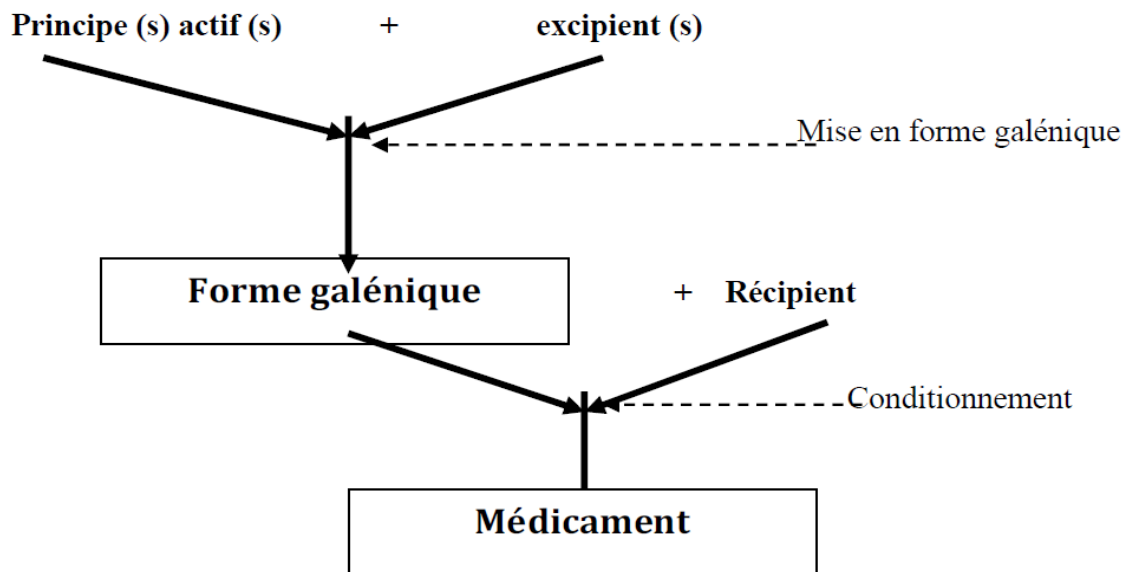 Principe (s) actif (s) + excipient (s)
Mise en forme galénique
Forme galénique + Récipient
Conditionnement
Médicament